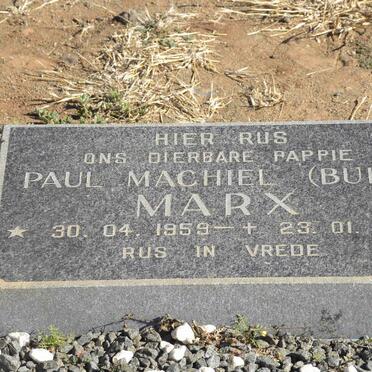 HIER RUS
ONS DIERBARE PAPPIE
PAUL MACHIEL (BU
MARX
* 30. 04. 1959 – + 23. 01.
RUS IN VREDE